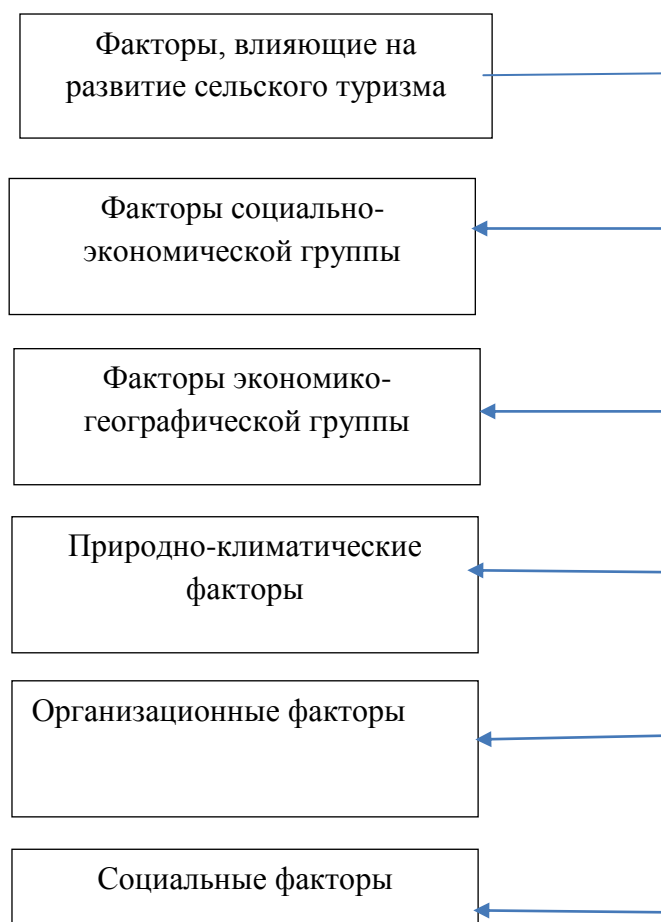 Факторы, влияющие на
развитие сельского туризма
Факторы социально-
экономической группы
Факторы экономико-
географической группы
Природно-климатические
факторы
Организационные факторы
Социальные факторы